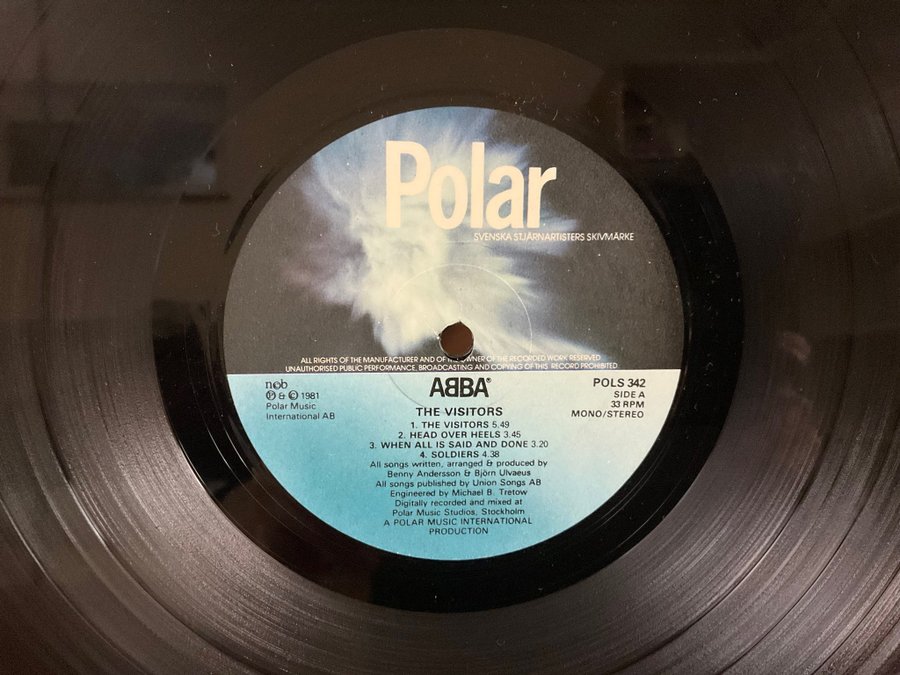 Polar
SVENSKA STJÄRNARTISTERS SKIVMÄRKE
ALL RIGHTS OF THE MANUFACTURER AND OF THE OWNER OF THE RECORDED WORK RESERVED
UNAUTHORISED PUBLIC PERFORMANCE, BROADCASTING AND COPYING OF THIS RECORD PROHIBITED
ncb
Ⓟ & © 1981
Polar Music
International AB
ABBA®
POLS 342
SIDE A
33 RPM
MONO/STEREO
THE VISITORS
1. THE VISITORS 5.49
2. HEAD OVER HEELS 3.45
3. WHEN ALL IS SAID AND DONE 3.20
4. SOLDIERS 4.38
All songs written, arranged & produced by
Benny Andersson & Björn Ulvaeus
All songs published by Union Songs AB
Engineered by Michael B. Tretow
Digitally recorded and mixed at
Polar Music Studios, Stockholm
A POLAR MUSIC INTERNATIONAL
PRODUCTION